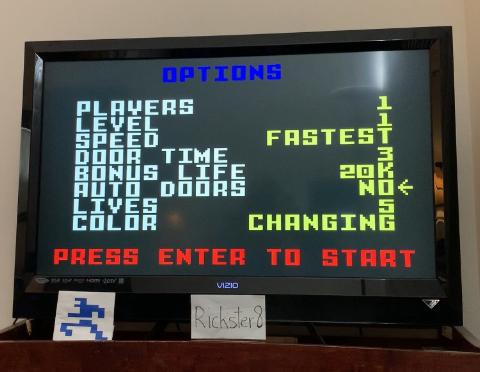 OPTIONS
PLAYERS 1
LEVEL 1
SPEED FASTEST
DOOR TIME 3
BONUS LIFE 20K
AUTO DOORS NO←
LIVES 5
COLOR CHANGING
PRESS ENTER TO START
VIZIO
Rickster8